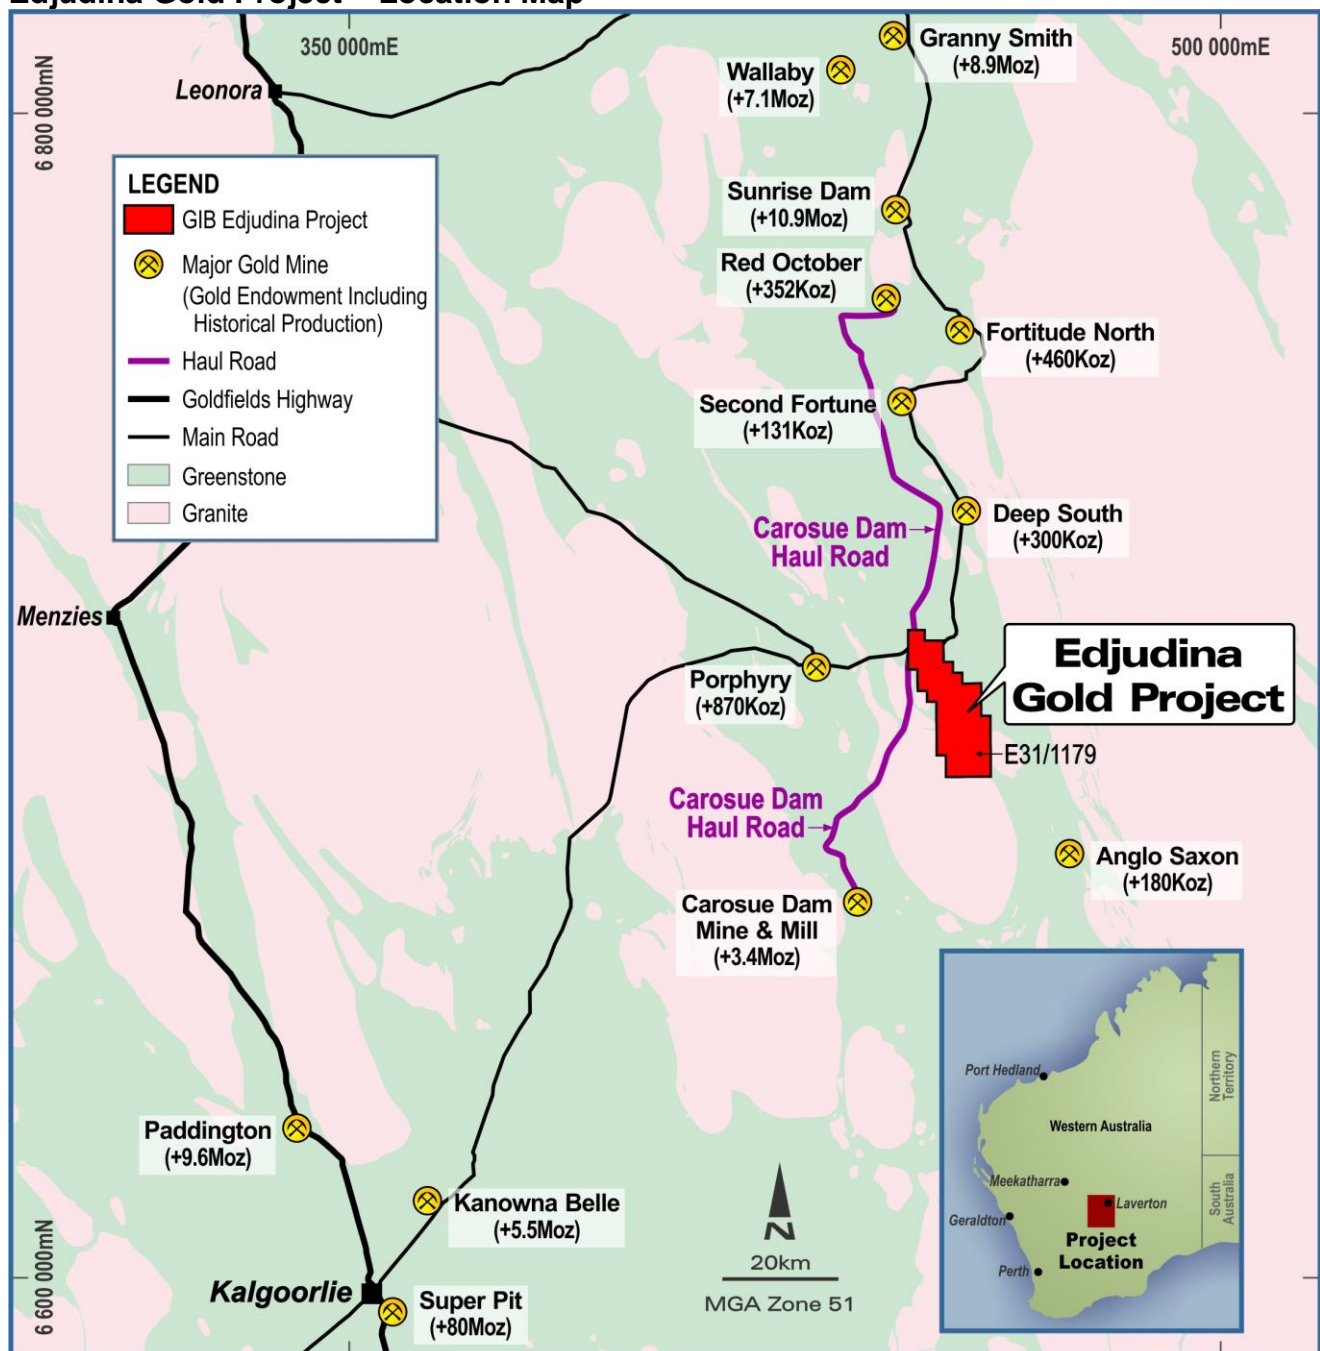 Edjudina Gold Project – Location Map
350 000mE
500 000mE
6 800 000mN
6 600 000mN
Leonora
Granny Smith
(+8.9Moz)
Wallaby
(+7.1Moz)
LEGEND
GIB Edjudina Project
Major Gold Mine
(Gold Endowment Including
Historical Production)
Haul Road
Goldfields Highway
Main Road
Greenstone
Granite
Sunrise Dam
(+10.9Moz)
Red October
(+352Koz)
Fortitude North
(+460Koz)
Second Fortune
(+131Koz)
Carosue Dam
Haul Road
Deep South
(+300Koz)
Menzies
Edjudina
Gold Project
Porphyry
(+870Koz)
E31/1179
Carosue Dam
Haul Road
Anglo Saxon
(+180Koz)
Carosue Dam
Mine & Mill
(+3.4Moz)
Paddington
(+9.6Moz)
Kanowna Belle
(+5.5Moz)
Kalgoorlie
Super Pit
(+80Moz)
N
20km
MGA Zone 51
Port Hedland
Northern
Territory
Western Australia
Meekatharra
Laverton
Geraldton
South
Australia
Project
Location
Perth